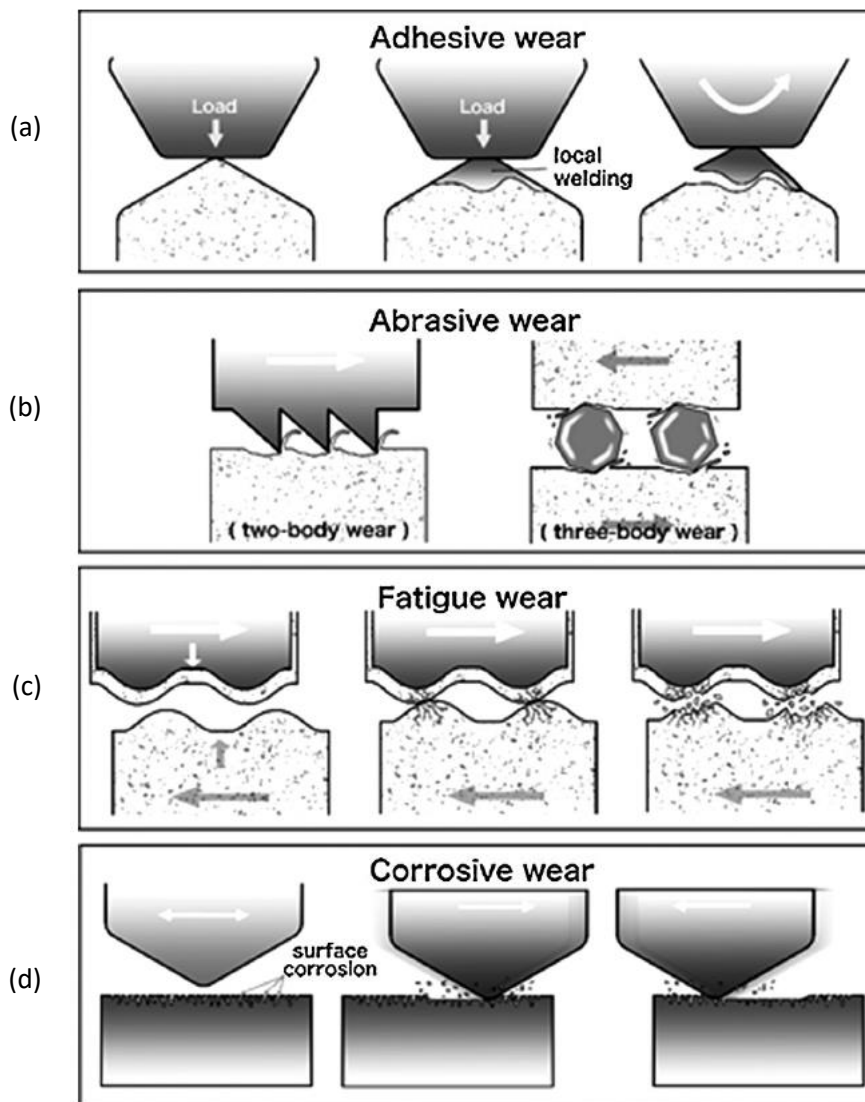 (a)
Adhesive wear
Load
Load
local
welding
(b)
Abrasive wear
( two-body wear )
( three-body wear )
(c)
Fatigue wear
(d)
Corrosive wear
surface
corrosion